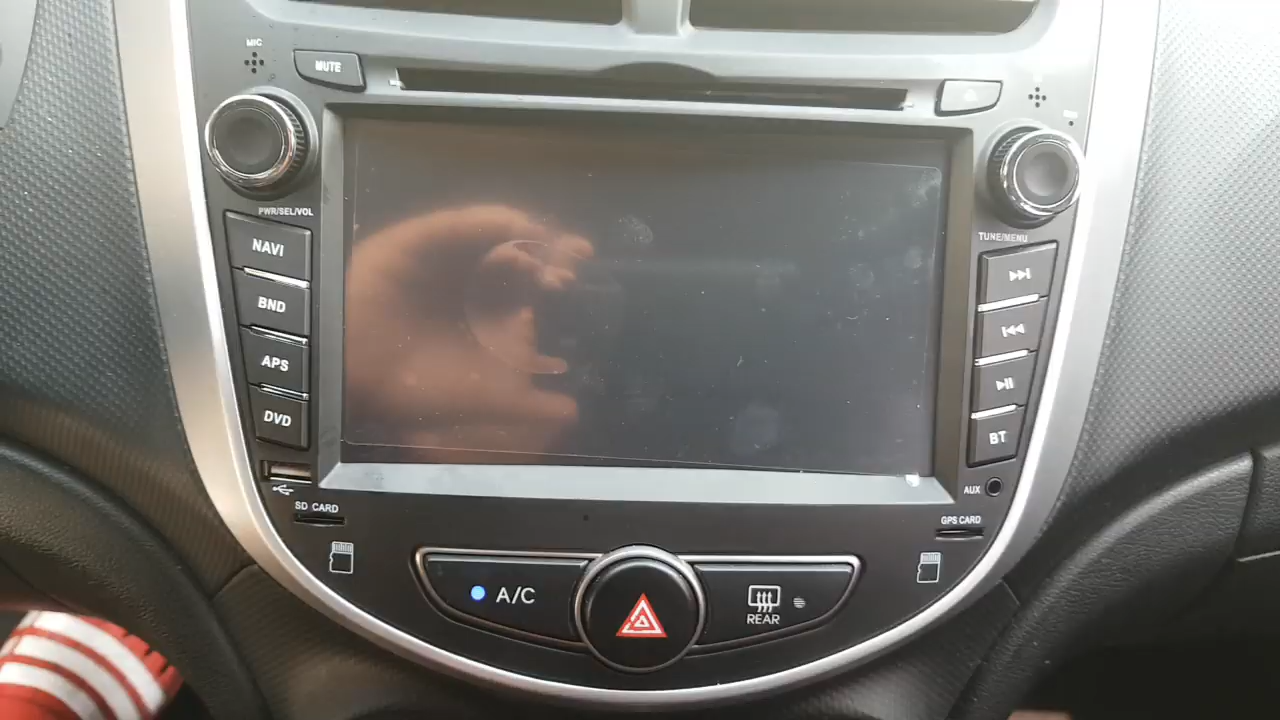 MIC
MUTE
PWR/SEL/VOL
TUNE/MENU
NAVI
BND
APS
DVD
BT
AUX
SD CARD
GPS CARD
A/C
REAR